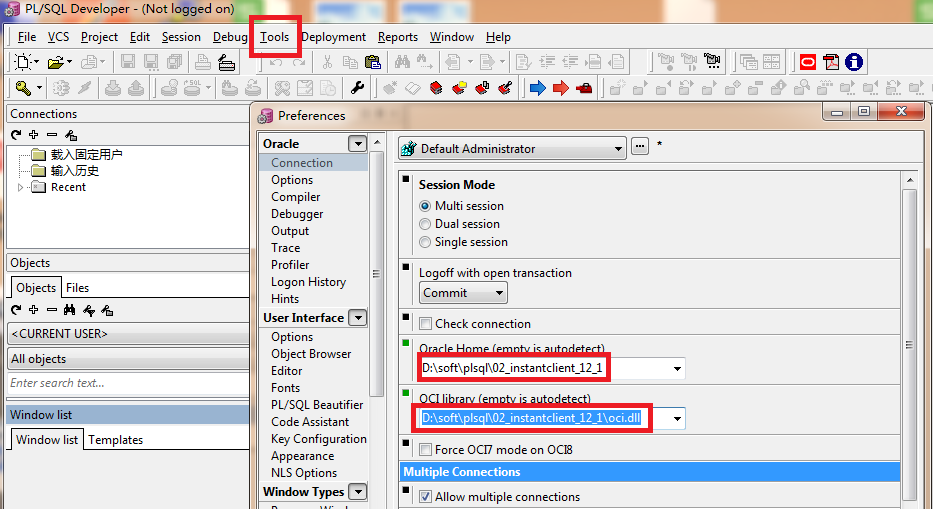 PL/SQL Developer - (Not logged on)
File VCS Project Edit Session Debug Tools Deployment Reports Window Help
Connections
载入固定用户
输入历史
Recent
Objects
Objects Files
<CURRENT USER>
All objects
Enter search text...
Window list
Window list Templates
Preferences
Oracle
Connection
Options
Compiler
Debugger
Output
Trace
Profiler
Logon History
Hints
User Interface
Options
Object Browser
Editor
Fonts
PL/SQL Beautifier
Code Assistant
Key Configuration
Appearance
NLS Options
Window Types
Default Administrator ... *
Session Mode
Multi session
Dual session
Single session
Logoff with open transaction
Commit
Check connection
Oracle Home (empty is autodetect)
D:\soft\plsql\02_instantclient_12_1
OCI library (empty is autodetect)
D:\soft\plsql\02_instantclient_12_1\oci.dll
Force OCI7 mode on OCI8
Multiple Connections
Allow multiple connections